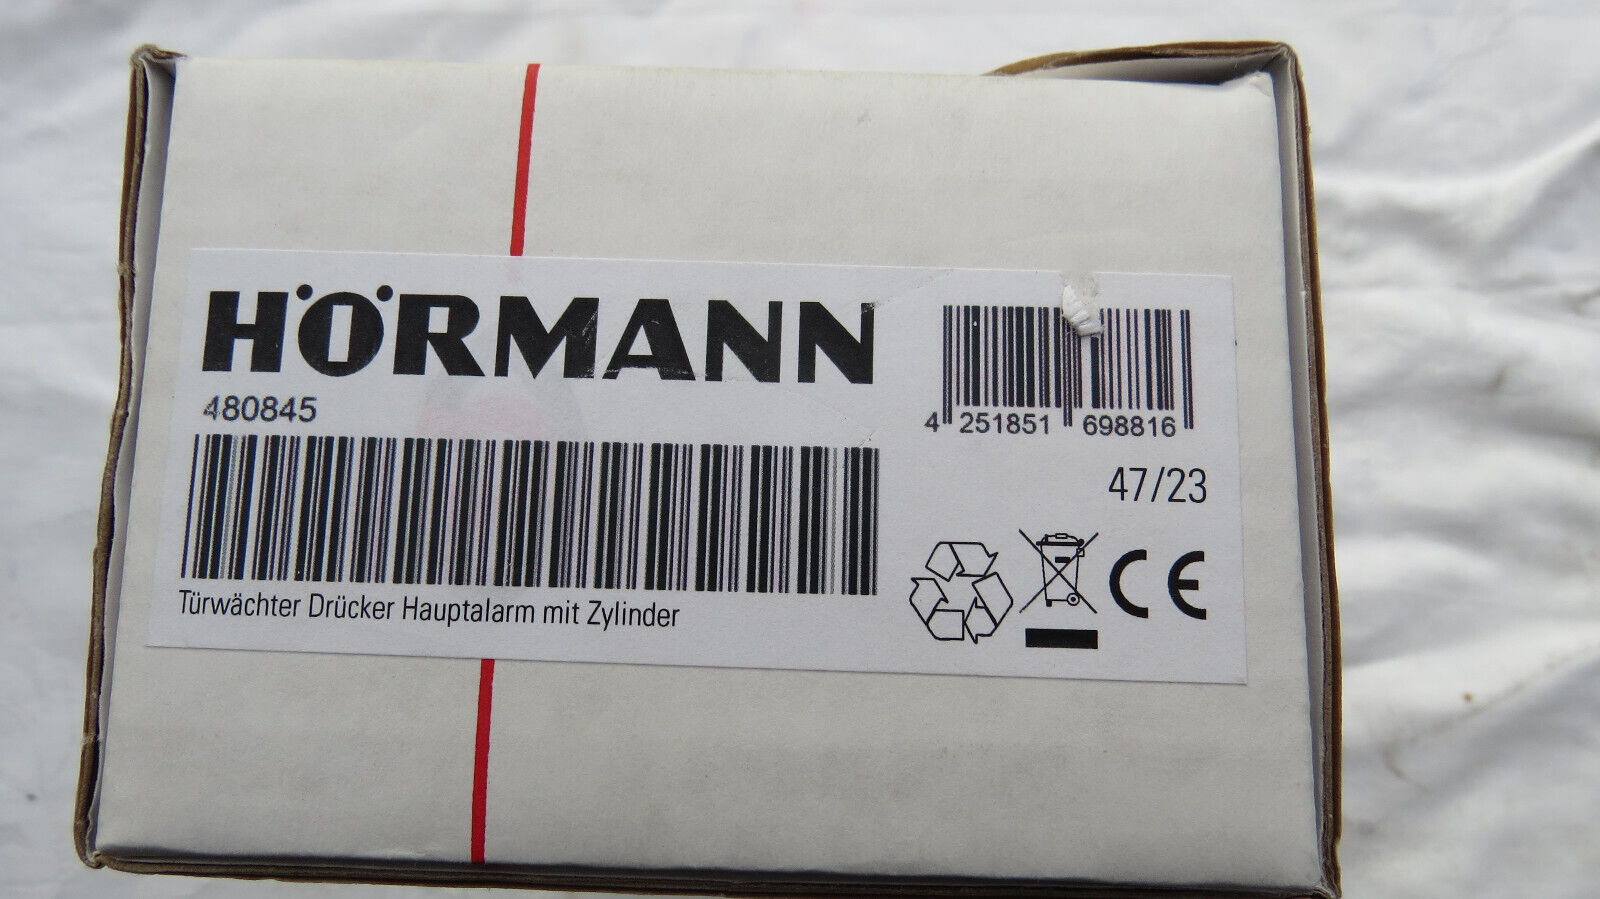 HÖRMANN
480845
4 251851 698816
47/23
Türwächter Drücker Hauptalarm mit Zylinder
CE